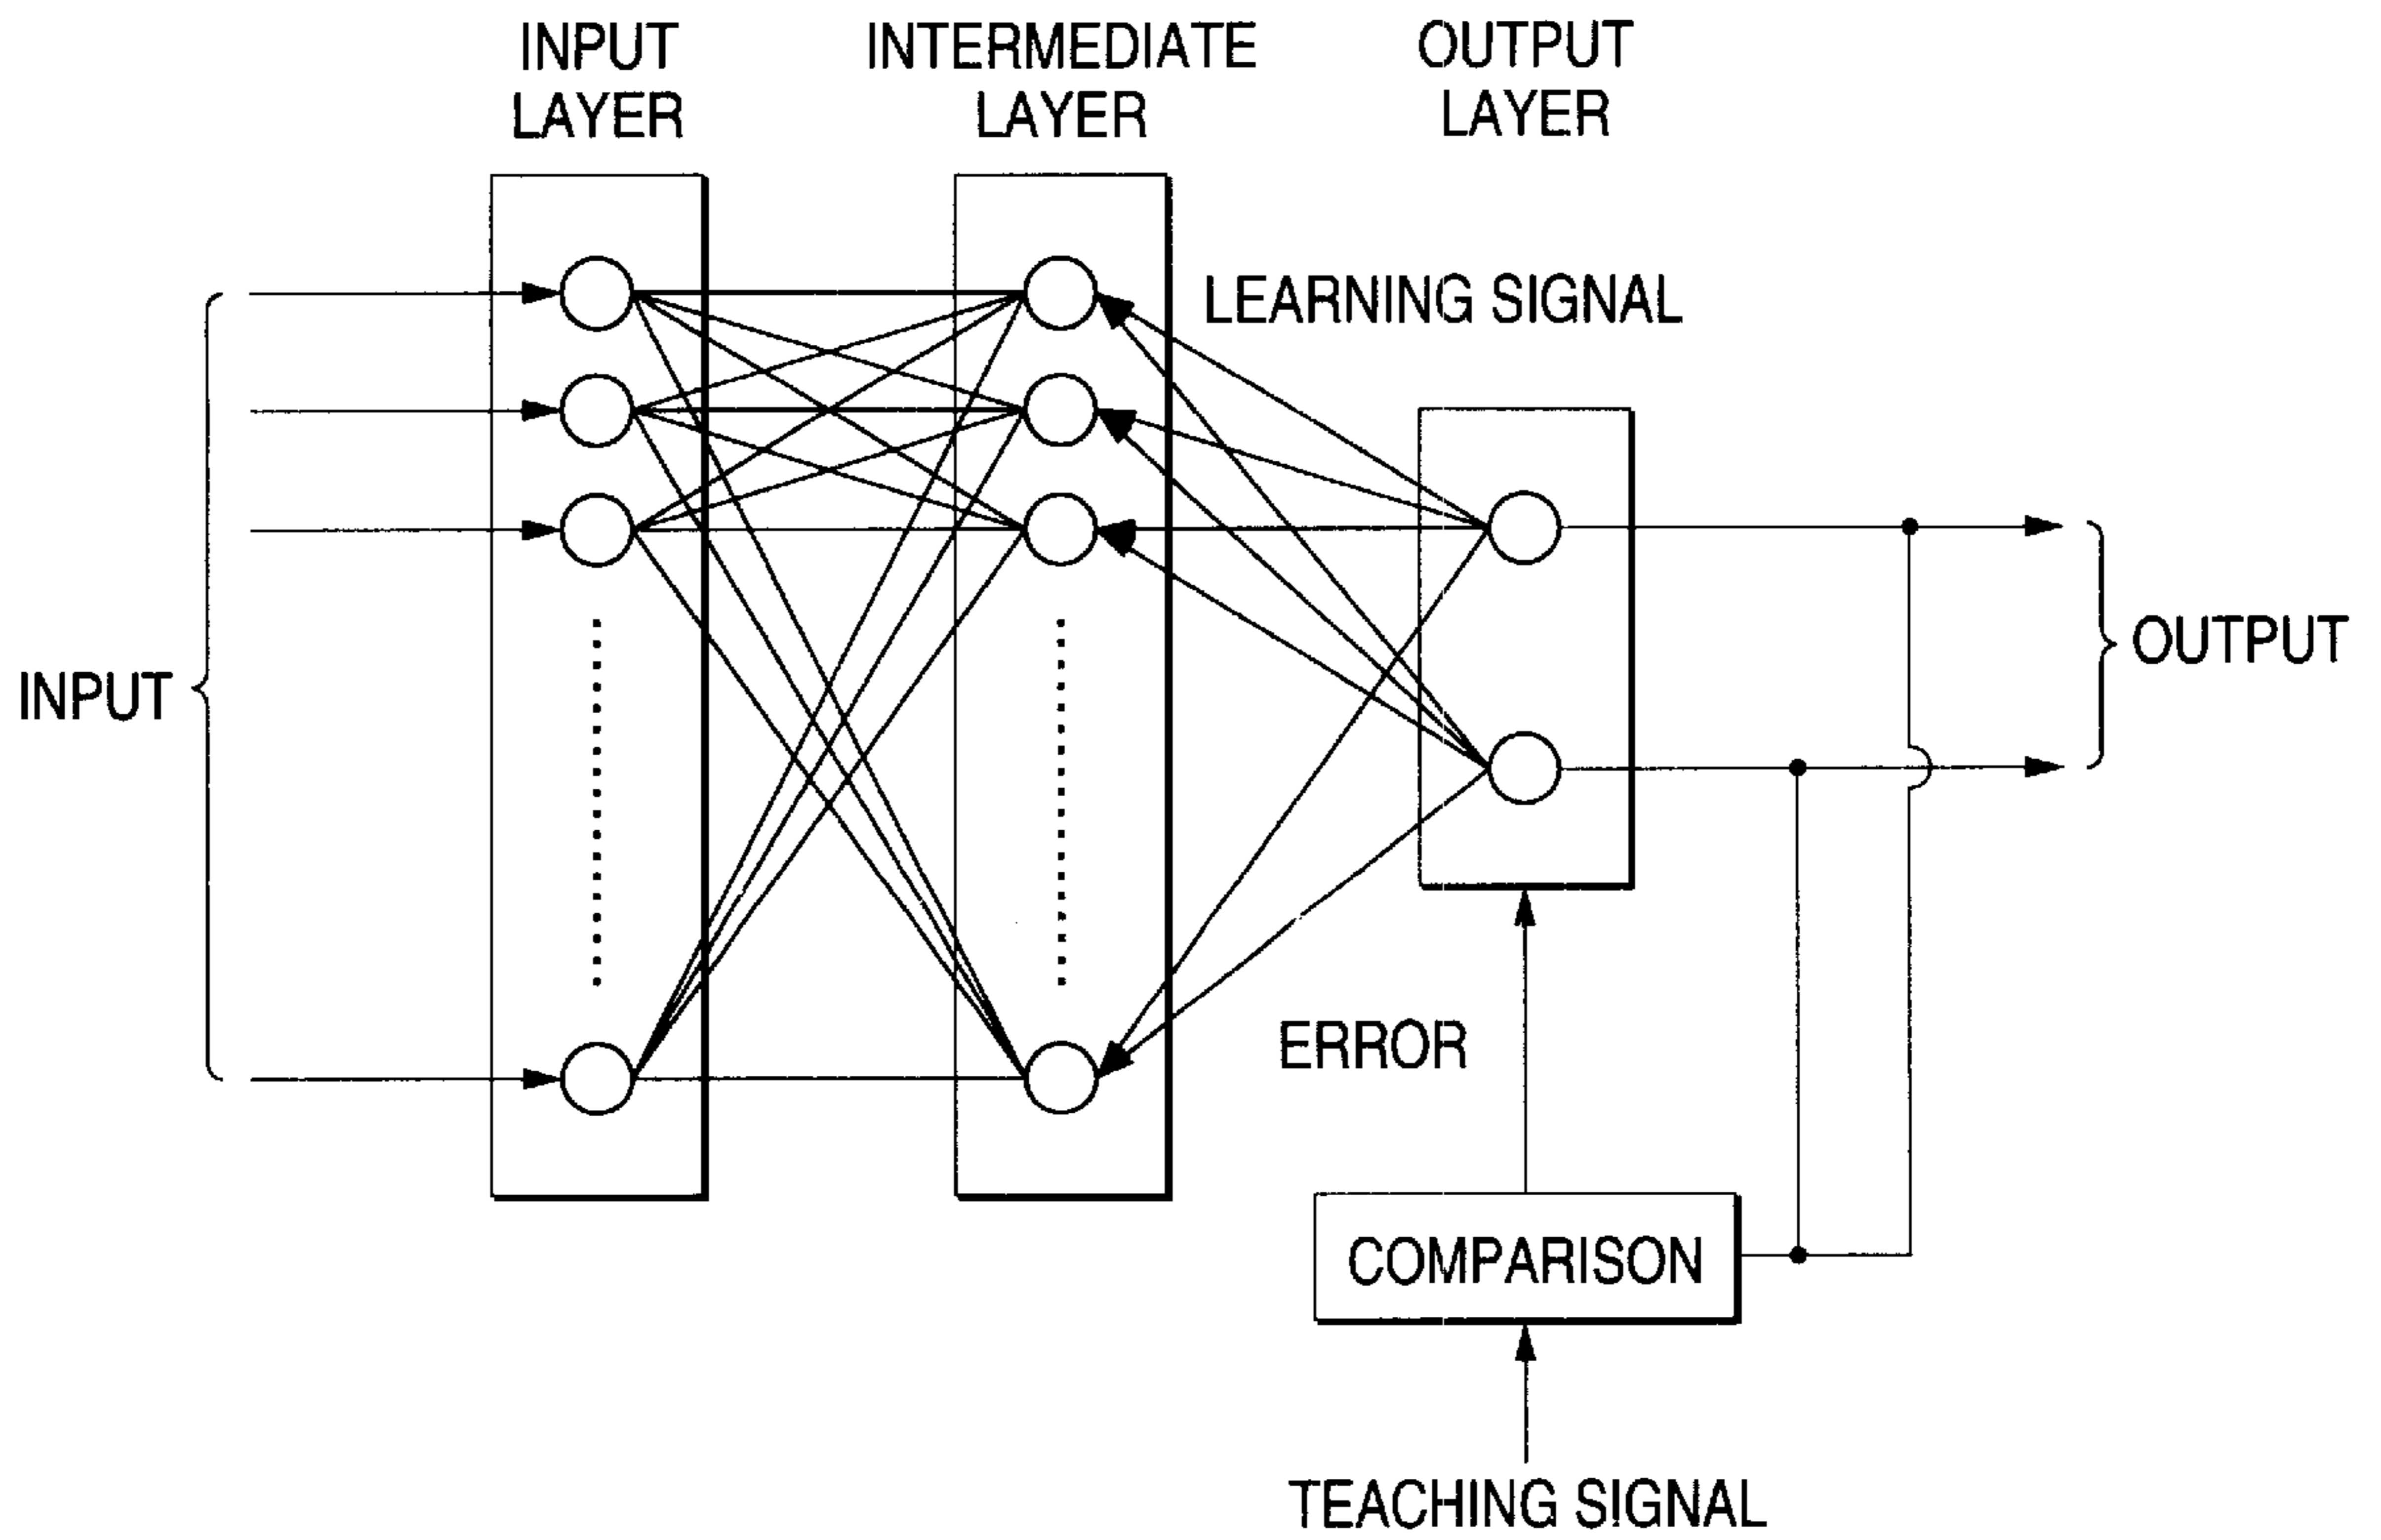 INPUT
LAYER
INTERMEDIATE
LAYER
OUTPUT
LAYER
LEARNING SIGNAL
INPUT
OUTPUT
ERROR
COMPARISON
TEACHING SIGNAL